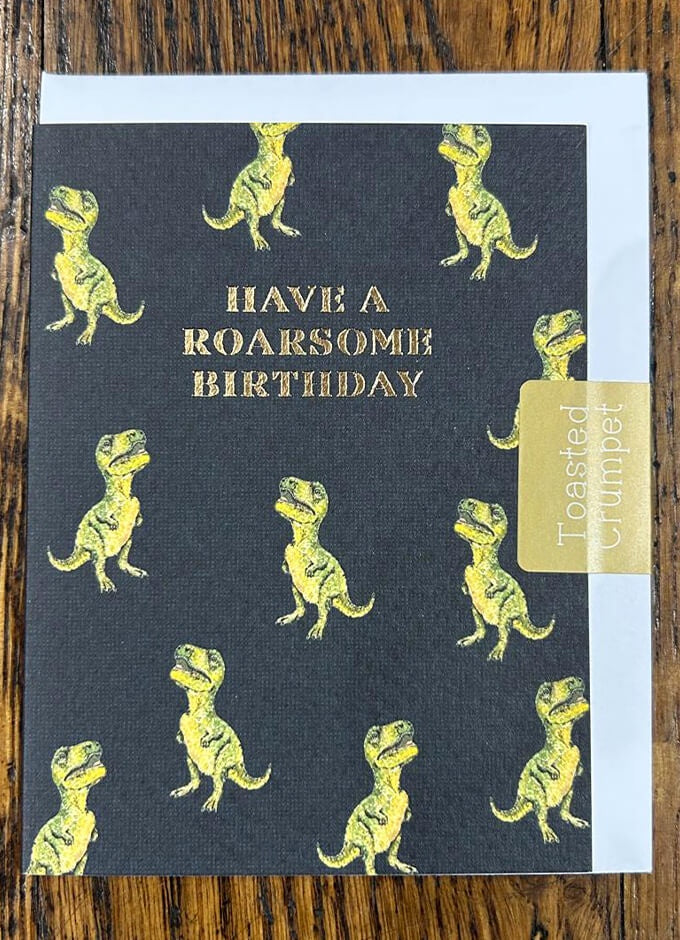 HAVE A
ROARSOME
BIRTHDAY
Toasted
Crumpet